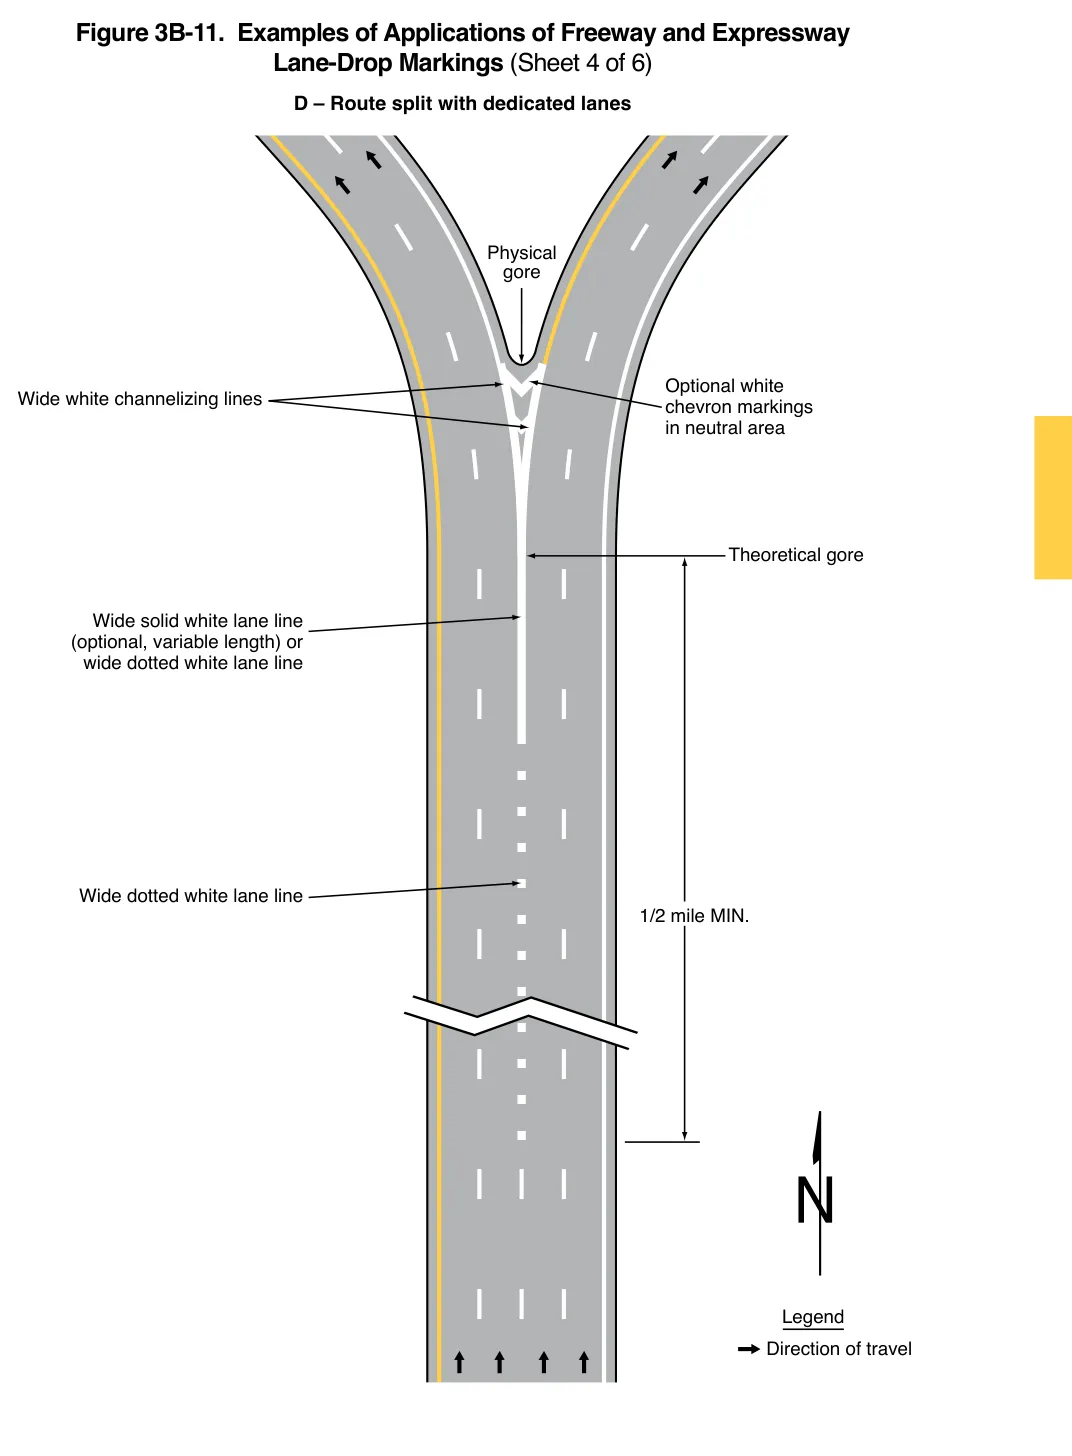 Figure 3B-11.  Examples of Applications of Freeway and Expressway
Lane-Drop Markings (Sheet 4 of 6)
D – Route split with dedicated lanes
Physical
gore
Wide white channelizing lines
Optional white
chevron markings
in neutral area
Theoretical gore
Wide solid white lane line
(optional, variable length) or
wide dotted white lane line
Wide dotted white lane line
1/2 mile MIN.
N
Legend
Direction of travel